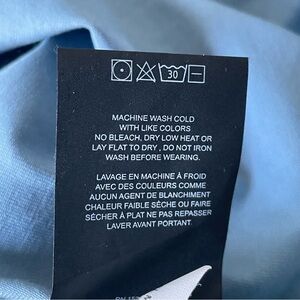 30
MACHINE WASH COLD
WITH LIKE COLORS
NO BLEACH, DRY LOW HEAT OR
LAY FLAT TO DRY , DO NOT IRON
WASH BEFORE WEARING.
LAVAGE EN MACHINE À FROID
AVEC DES COULEURS COMME
AUCUN AGENT DE BLANCHIMENT
CHALEUR FAIBLE SÈCHE OU FAIRE
SÉCHER À PLAT NE PAS REPASSER
LAVER AVANT PORTANT.